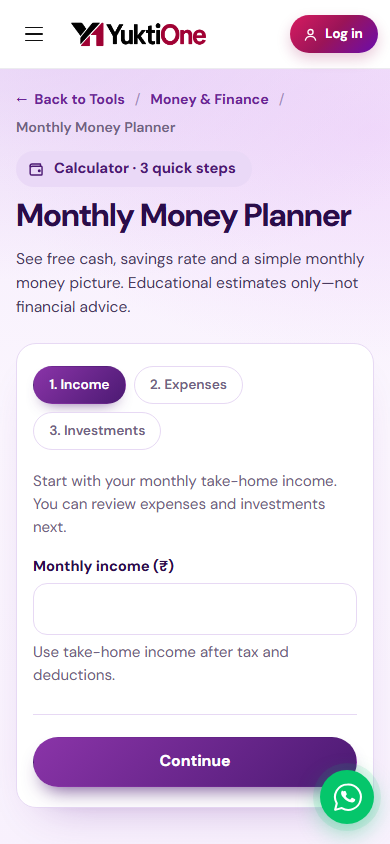 YuktiOne
Log in
← Back to Tools / Money & Finance /
Monthly Money Planner
Calculator · 3 quick steps
Monthly Money Planner
See free cash, savings rate and a simple monthly
money picture. Educational estimates only—not
financial advice.
1. Income
2. Expenses
3. Investments
Start with your monthly take-home income.
You can review expenses and investments
next.
Monthly income (₹)
Use take-home income after tax and
deductions.
Continue